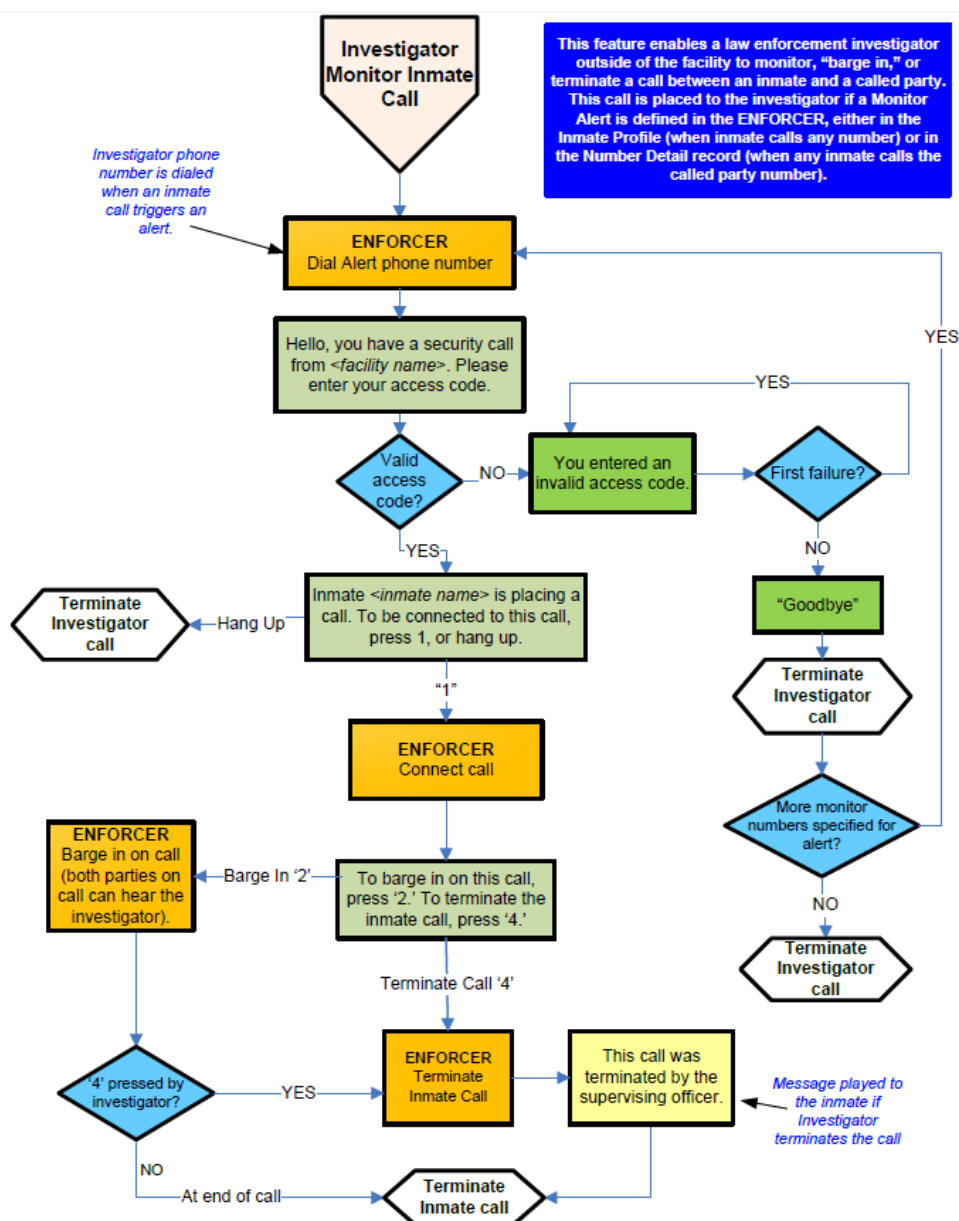 Investigator
Monitor Inmate
Call
This feature enables a law enforcement investigator
outside of the facility to monitor, “barge in,” or
terminate a call between an inmate and a called party.
This call is placed to the investigator if a Monitor
Alert is defined in the ENFORCER, either in the
Inmate Profile (when inmate calls any number) or in
the Number Detail record (when any inmate calls the
called party number).
Investigator phone
number is dialed
when an inmate
call triggers an
alert.
ENFORCER
Dial Alert phone number
YES
Hello, you have a security call
from <facility name>. Please
enter your access code.
YES
Valid
access
code?
NO
You entered an
invalid access code.
First failure?
YES
NO
Inmate <inmate name> is placing a
call. To be connected to this call,
press 1, or hang up.
Hang Up
Terminate
Investigator
call
“Goodbye”
Terminate
Investigator
call
“1”
ENFORCER
Connect call
More monitor
numbers specified for
alert?
ENFORCER
Barge in on call
(both parties on
call can hear the
investigator).
Barge In ‘2’
To barge in on this call,
press ‘2.’ To terminate the
inmate call, press ‘4.’
NO
Terminate
Investigator
call
Terminate Call ‘4’
‘4’ pressed by
investigator?
YES
ENFORCER
Terminate
Inmate Call
This call was
terminated by the
supervising officer.
Message played to
the inmate if
Investigator
terminates the call
NO
At end of call
Terminate
Inmate call